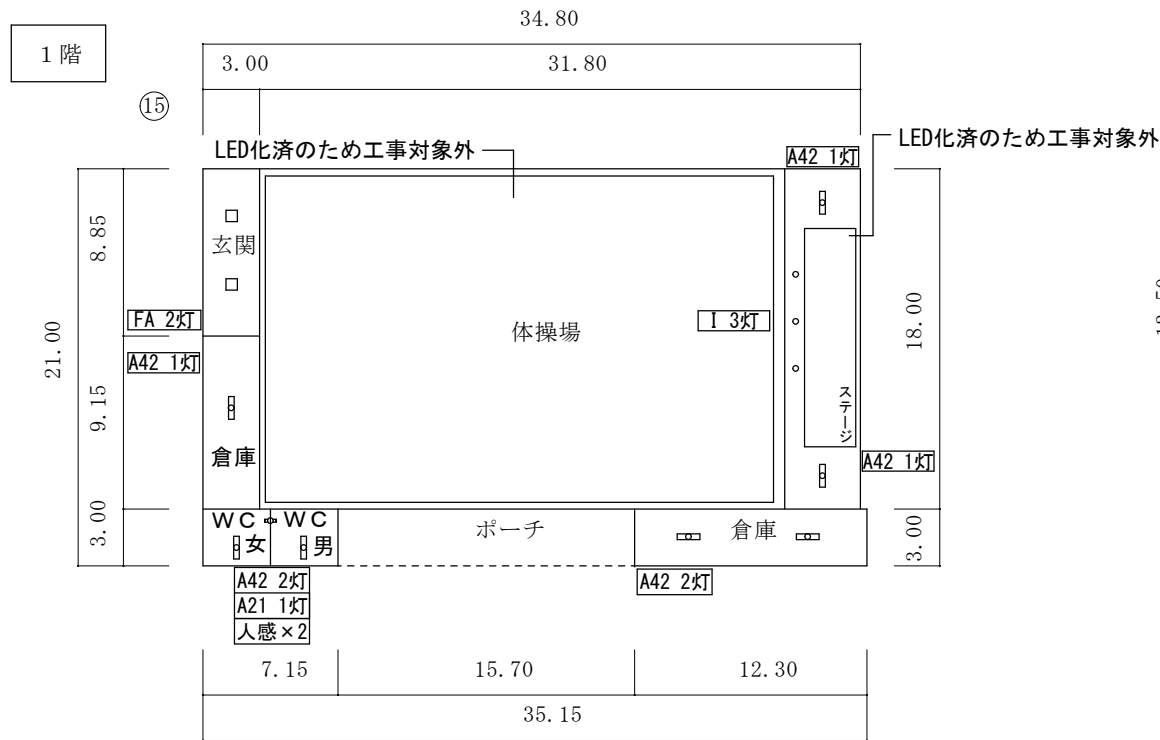 34.80
1階
3.00
31.80
⑮
LED化済のため工事対象外
LED化済のため工事対象外
A42 1灯
8.85
玄関
21.00
FA 2灯
A42 1灯
体操場
I 3灯
18.00
9.15
倉庫
ステージ
A42 1灯
3.00
WC
女
WC
男
ポーチ
倉庫
3.00
A42 2灯
A21 1灯
人感×2
A42 2灯
7.15
15.70
12.30
35.15